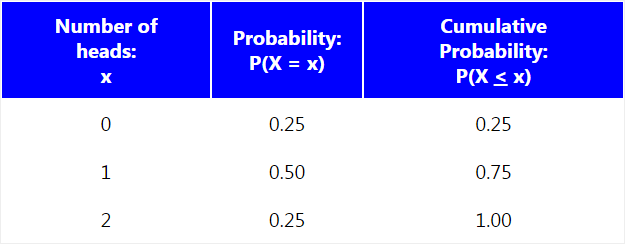 Number of
heads:
x
Probability:
P(X = x)
Cumulative
Probability:
P(X ≤ x)
0 0.25 0.25
1 0.50 0.75
2 0.25 1.00